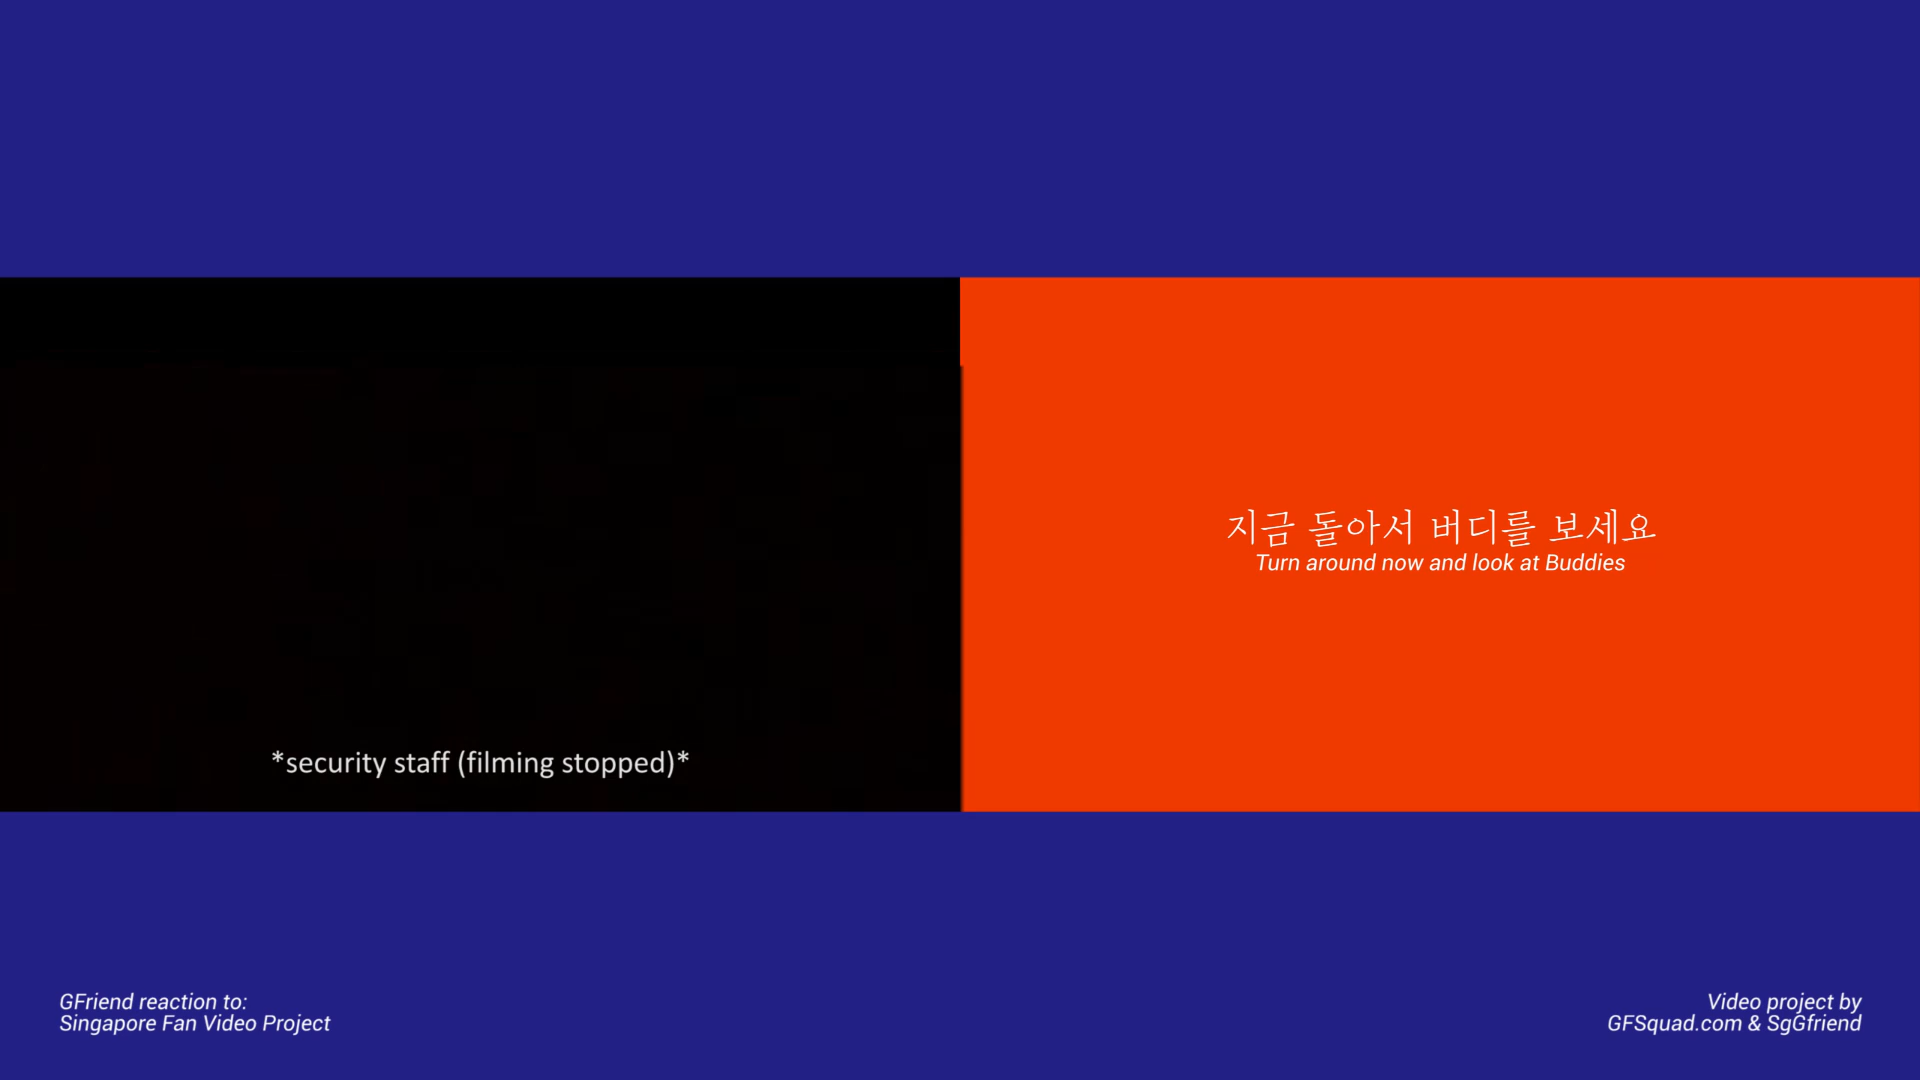 *security staff (filming stopped)*
지금 돌아서 버디를 보세요
Turn around now and look at Buddies
GFriend reaction to:
Singapore Fan Video Project
Video project by
GFSquad.com & SgGfriend